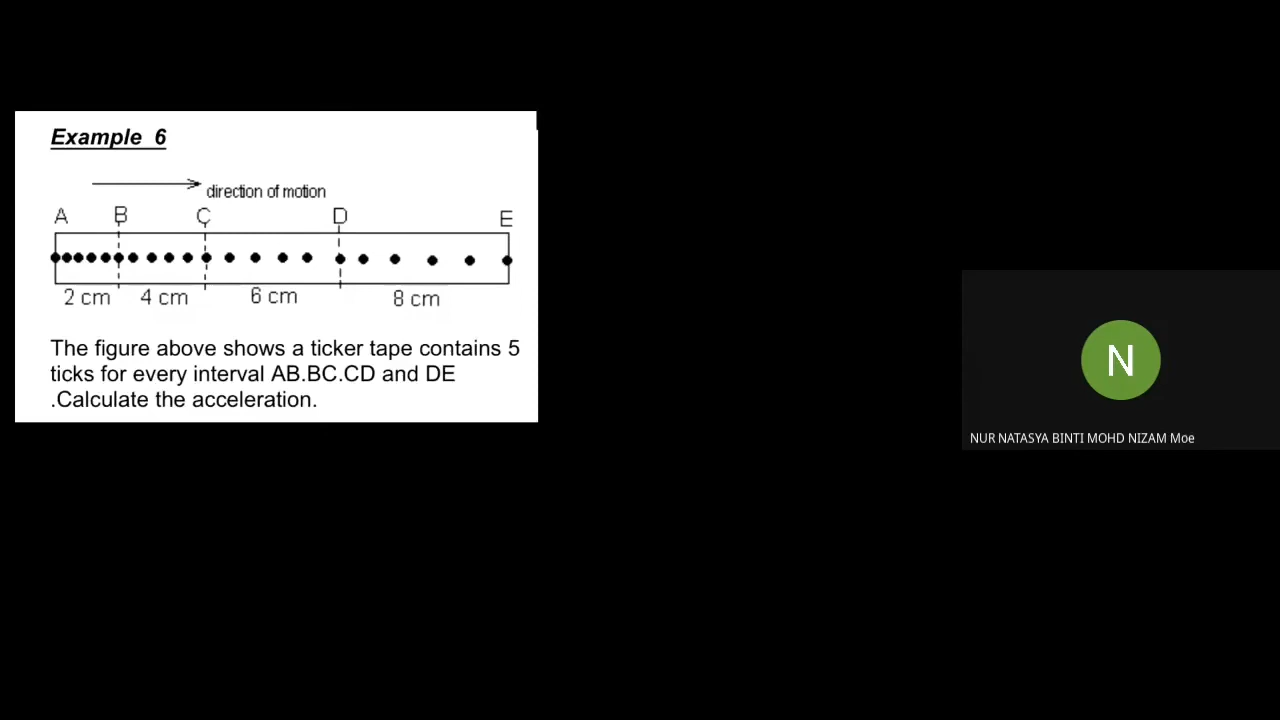 Example 6
direction of motion
A B C D E
2 cm 4 cm 6 cm 8 cm
The figure above shows a ticker tape contains 5
ticks for every interval AB.BC.CD and DE
.Calculate the acceleration.
N
NUR NATASYA BINTI MOHD NIZAM Moe